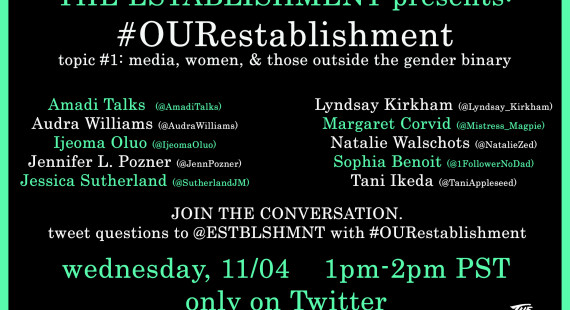 THE ESTABLISHMENT presents:
#OURestablishment
topic #1: media, women, & those outside the gender binary
Amadi Talks (@AmadiTalks)
Audra Williams (@AudraWilliams)
Ijeoma Oluo (@IjeomaOluo)
Jennifer L. Pozner (@JennPozner)
Jessica Sutherland (@SutherlandJM)
Lyndsay Kirkham (@Lyndsay_Kirkham)
Margaret Corvid (@Mistress_Magpie)
Natalie Walschots (@NatalieZed)
Sophia Benoit (@1FollowerNoDad)
Tani Ikeda (@TaniAppleseed)
JOIN THE CONVERSATION.
tweet questions to @ESTBLSHMNT with #OURestablishment
wednesday, 11/04 1pm-2pm PST
only on Twitter
THE